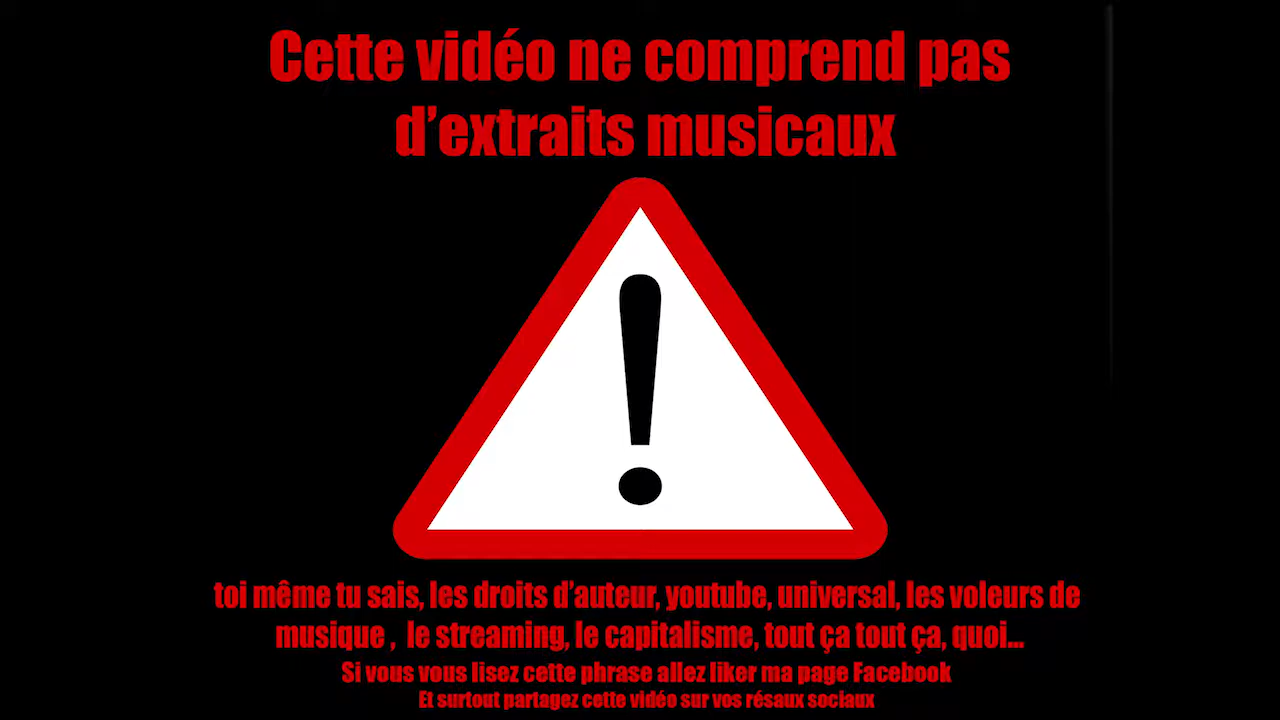 Cette vidéo ne comprend pas
d'extraits musicaux
toi même tu sais, les droits d'auteur, youtube, universal, les voleurs de
musique , le streaming, le capitalisme, tout ça tout ça, quoi...
Si vous vous lisez cette phrase allez liker ma page Facebook
Et surtout partagez cette vidéo sur vos résaux sociaux